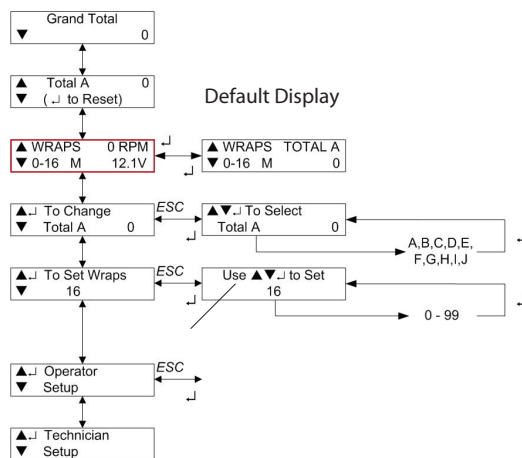 Grand Total
▼ 0
▲ Total A 0
▼ (↵ to Reset)
Default Display
▲ WRAPS 0 RPM
▼ 0-16 M 12.1V
↵
↵
▲ WRAPS TOTAL A
▼ 0-16 M 0
▲↵ To Change
▼ Total A 0
ESC
↵
▲▼↵ To Select
Total A 0
A,B,C,D,E,
F,G,H,I,J
▲↵ To Set Wraps
▼ 16
ESC
↵
Use ▲▼↵ to Set
16
0 - 99
▲↵ Operator
▼ Setup
ESC
↵
▲↵ Technician
▼ Setup